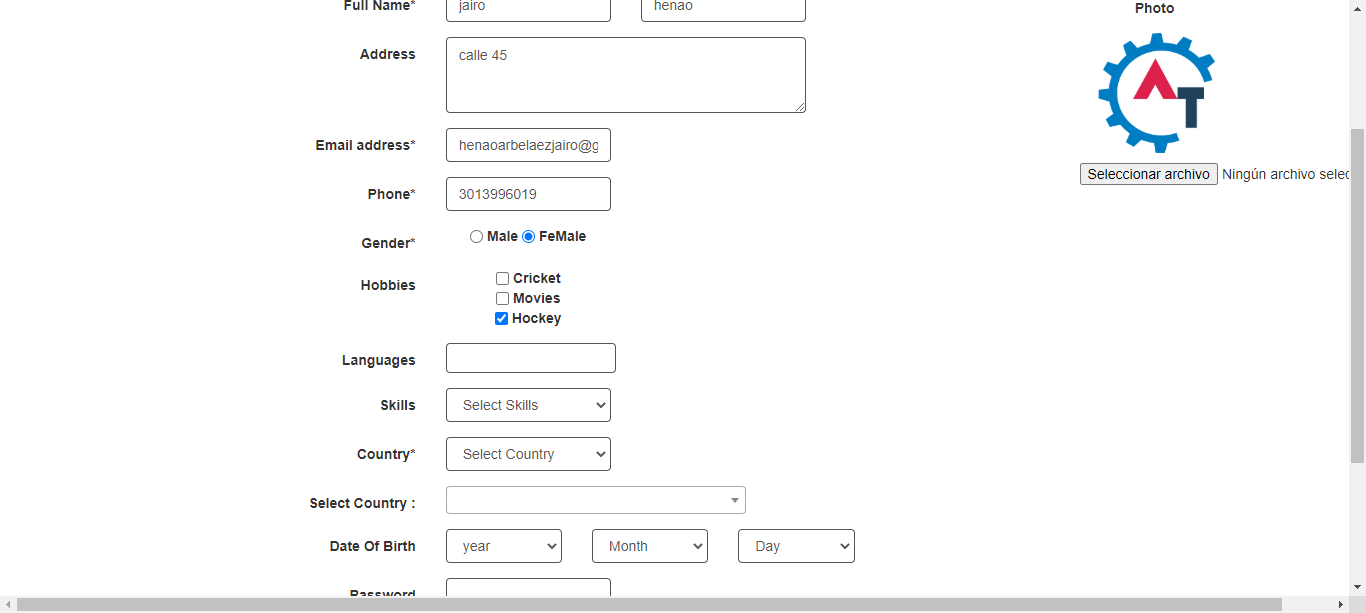 Full Name* jairo henao
Photo
Address calle 45
AT
Email address* henaoarbelaezjairo@g
Seleccionar archivo Ningún archivo selec
Phone* 3013996019
Gender* Male FeMale
Hobbies Cricket
Movies
Hockey
Languages
Skills Select Skills
Country* Select Country
Select Country :
Date Of Birth year Month Day
Password